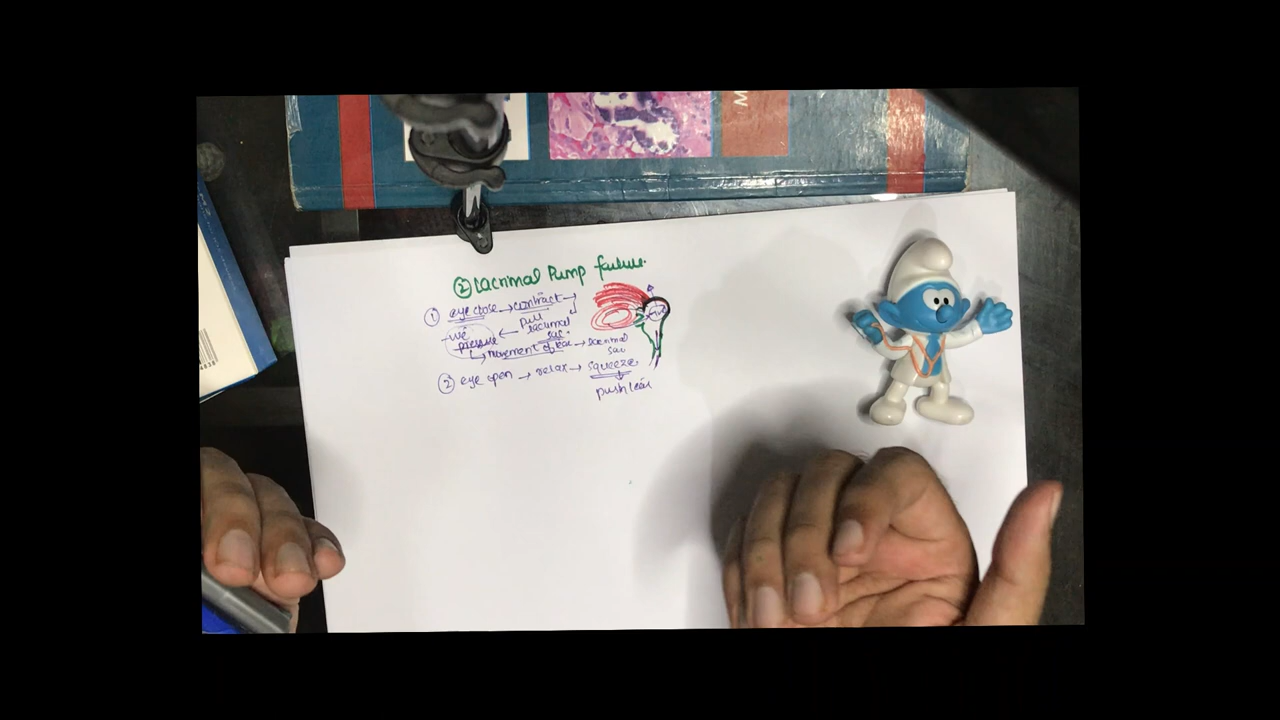 ② Lacrimal Pump failure.
① eye close → contract →
pull
lacrimal
sac.
-ve
pressure
↳ movement of tear → lacrimal
sac
② eye open → relax → squeeze.
push tear
M